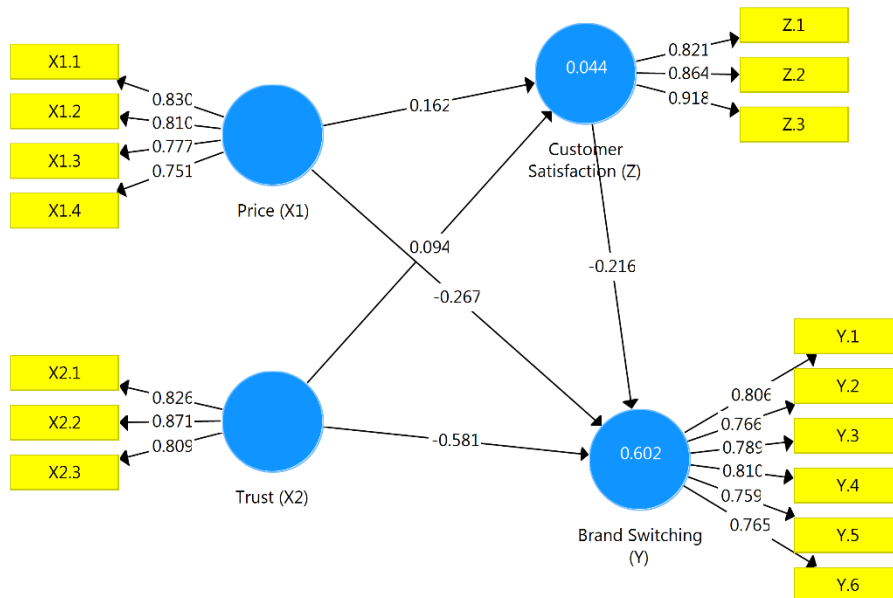 X1.1
X1.2
X1.3
X1.4
0.830
0.810
0.777
0.751
Price (X1)
0.162
0.094
-0.267
0.044
Customer
Satisfaction (Z)
0.821
0.864
0.918
Z.1
Z.2
Z.3
-0.216
X2.1
X2.2
X2.3
0.826
0.871
0.809
Trust (X2)
-0.581
0.602
Brand Switching
(Y)
0.806
0.766
0.789
0.810
0.759
0.765
Y.1
Y.2
Y.3
Y.4
Y.5
Y.6